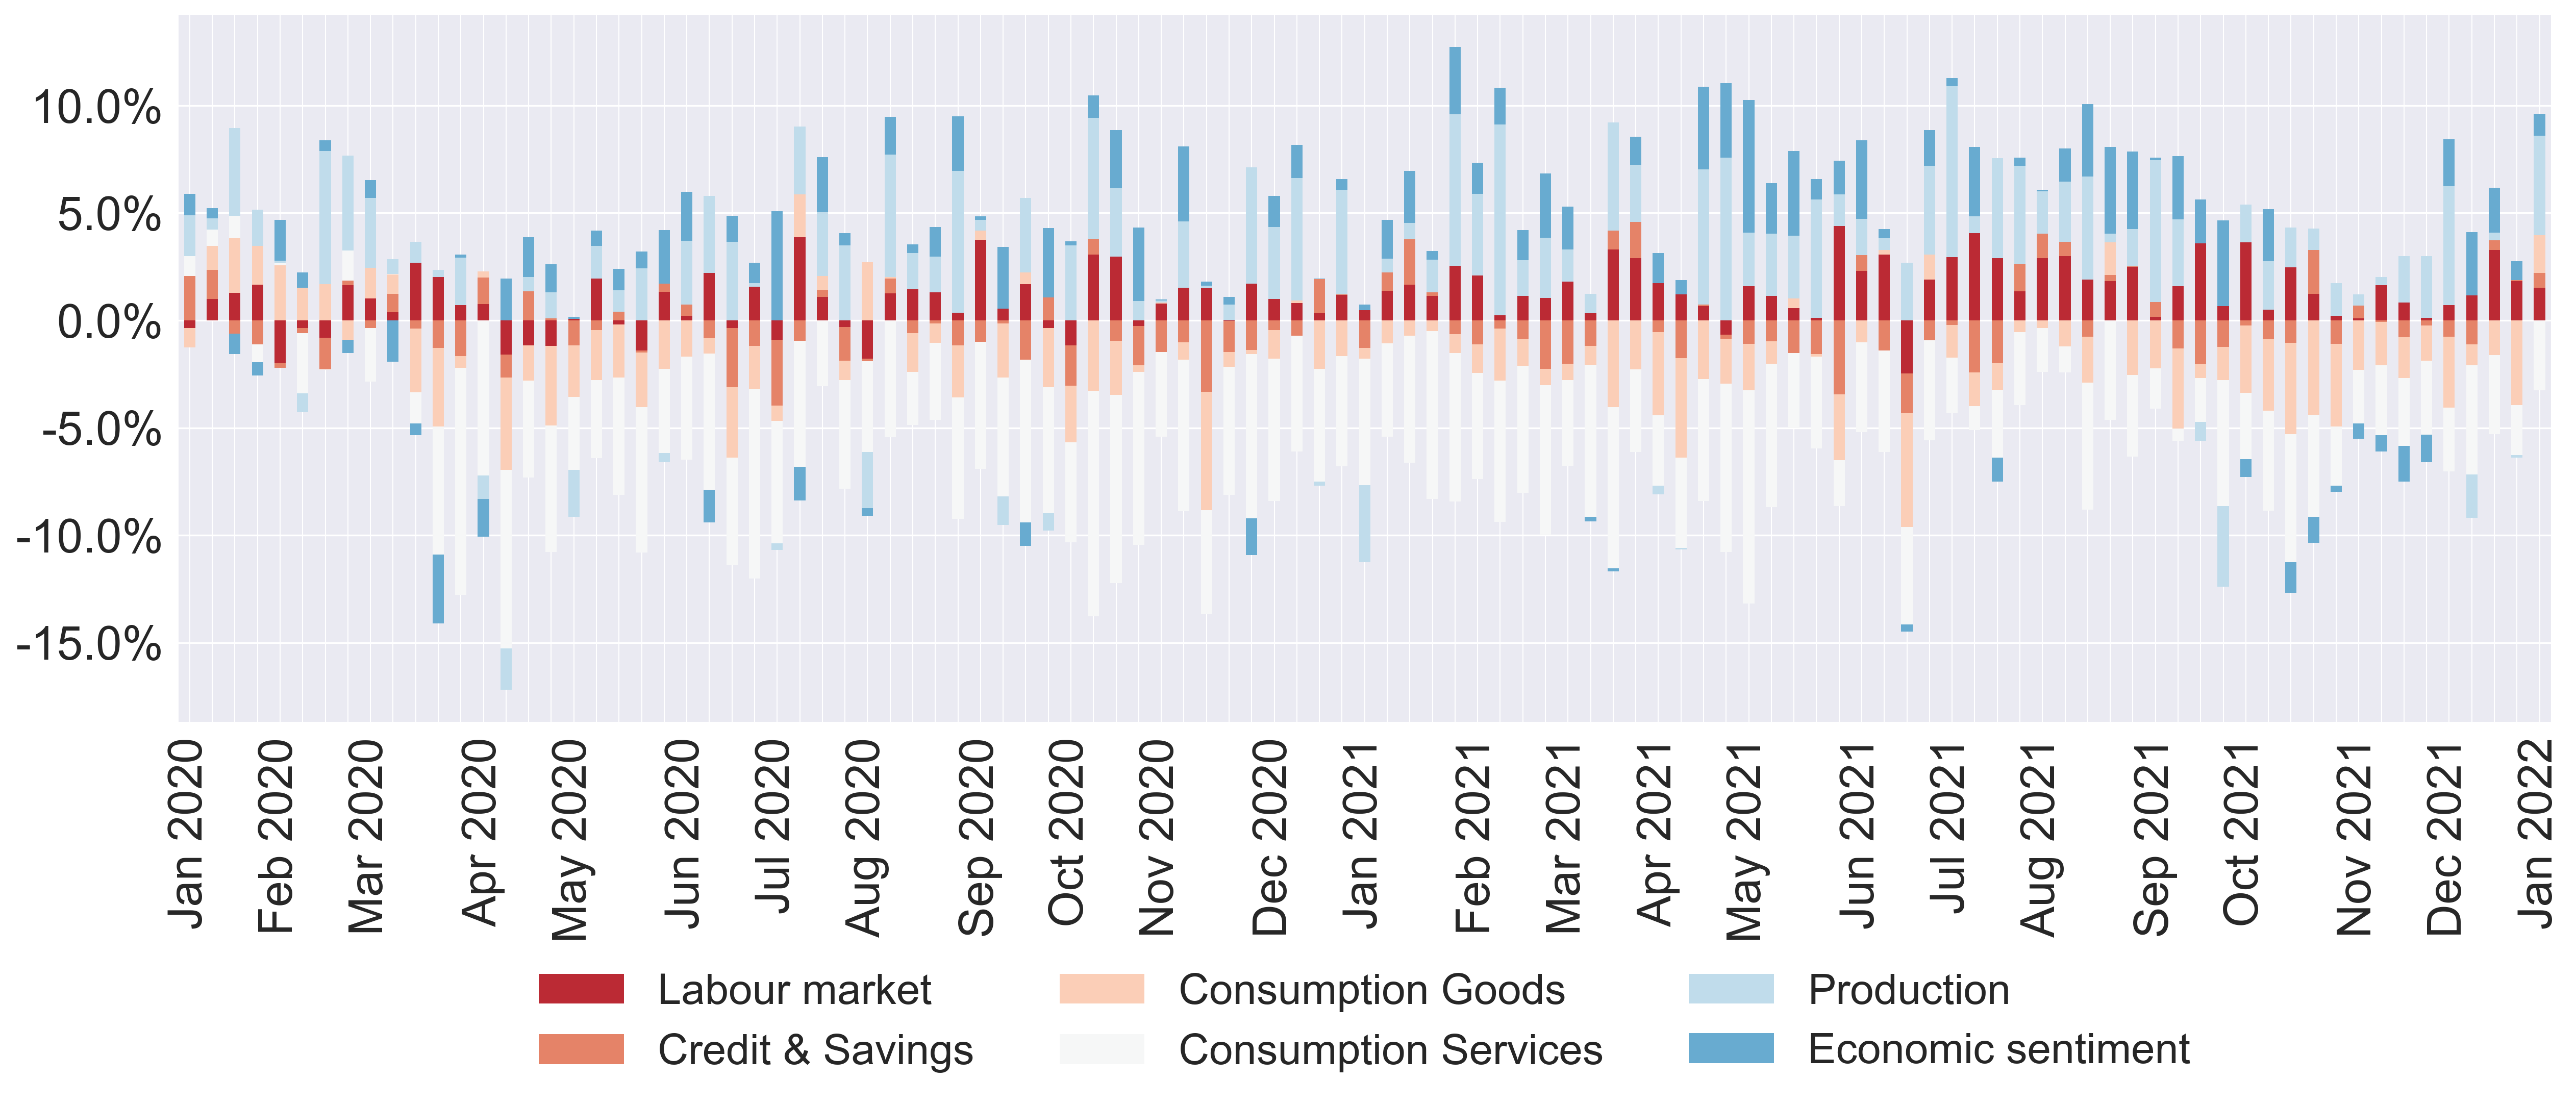 10.0%
5.0%
0.0%
-5.0%
-10.0%
-15.0%
Jan 2020
Feb 2020
Mar 2020
Apr 2020
May 2020
Jun 2020
Jul 2020
Aug 2020
Sep 2020
Oct 2020
Nov 2020
Dec 2020
Jan 2021
Feb 2021
Mar 2021
Apr 2021
May 2021
Jun 2021
Jul 2021
Aug 2021
Sep 2021
Oct 2021
Nov 2021
Dec 2021
Jan 2022
Labour market
Credit & Savings
Consumption Goods
Consumption Services
Production
Economic sentiment